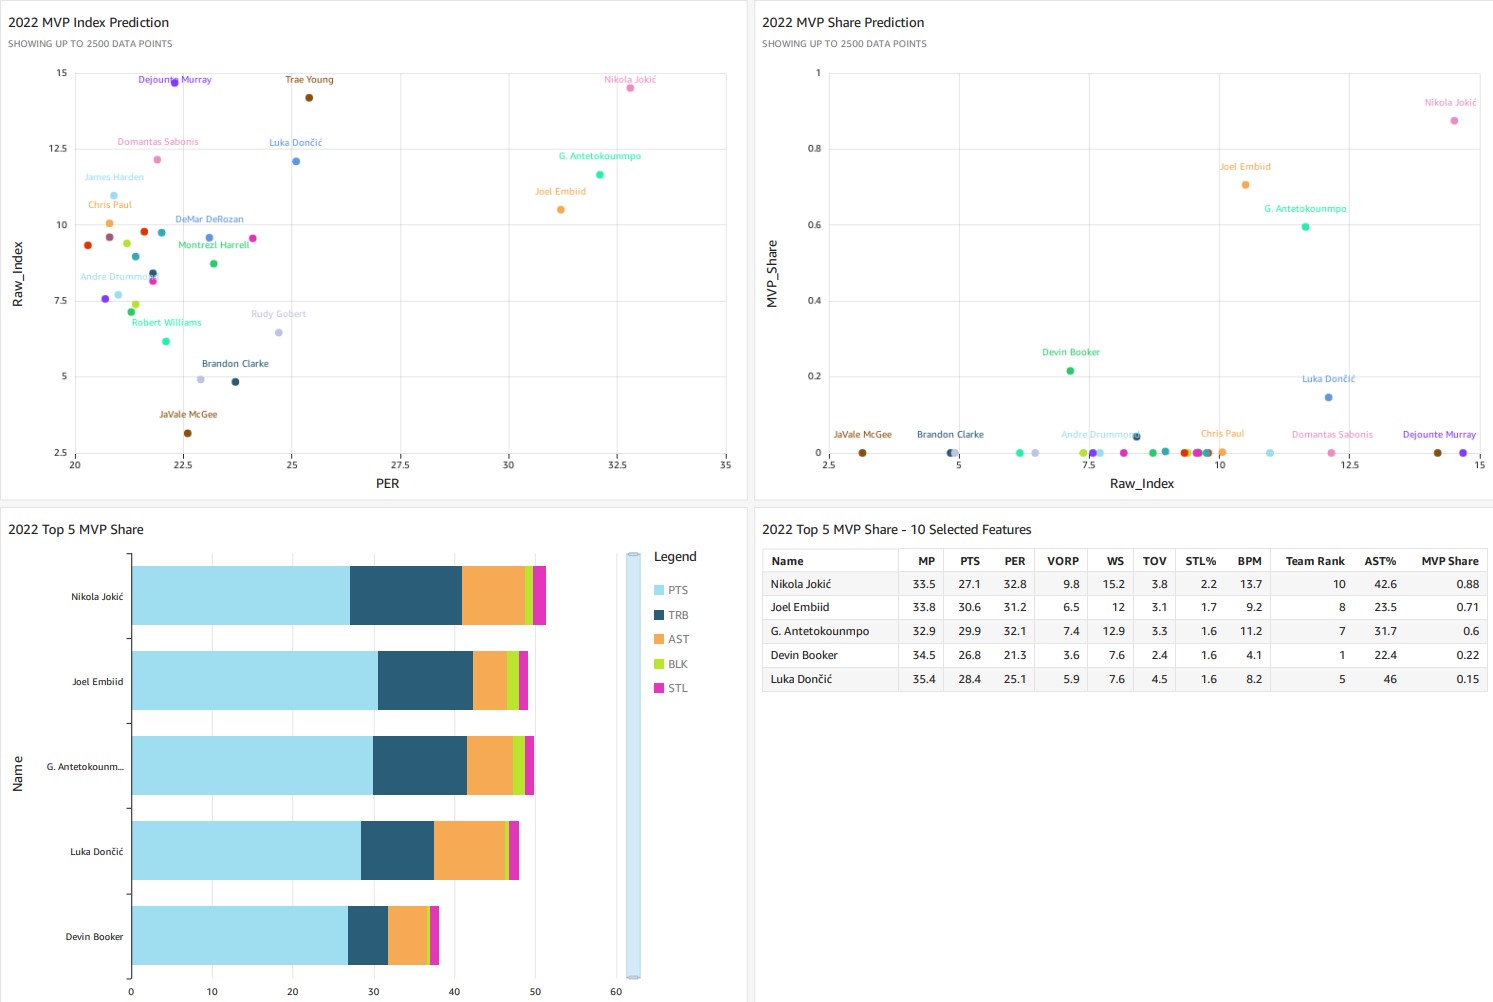 2022 MVP Index Prediction
SHOWING UP TO 2500 DATA POINTS
Raw_Index
15
12.5
10
7.5
5
2.5
Dejounte Murray
Trae Young
Nikola Jokić
Domantas Sabonis
Luka Dončić
G. Antetokounmpo
James Harden
Joel Embiid
Chris Paul
DeMar DeRozan
Montrezl Harrell
Andre Drummond
Rudy Gobert
Robert Williams
Brandon Clarke
JaVale McGee
20 22.5 25 27.5 30 32.5 35
PER
2022 MVP Share Prediction
SHOWING UP TO 2500 DATA POINTS
MVP_Share
1
0.8
0.6
0.4
0.2
0
Nikola Jokić
Joel Embiid
G. Antetokounmpo
Devin Booker
Luka Dončić
JaVale McGee
Brandon Clarke
Andre Drummond
Chris Paul
Domantas Sabonis
Dejounte Murray
2.5 5 7.5 10 12.5 15
Raw_Index
2022 Top 5 MVP Share
Name
Nikola Jokić
Joel Embiid
G. Antetokounm...
Luka Dončić
Devin Booker
0 10 20 30 40 50 60
Legend
PTS
TRB
AST
BLK
STL
2022 Top 5 MVP Share - 10 Selected Features
Name MP PTS PER VORP WS TOV STL% BPM Team Rank AST% MVP Share
Nikola Jokić 33.5 27.1 32.8 9.8 15.2 3.8 2.2 13.7 10 42.6 0.88
Joel Embiid 33.8 30.6 31.2 6.5 12 3.1 1.7 9.2 8 23.5 0.71
G. Antetokounmpo 32.9 29.9 32.1 7.4 12.9 3.3 1.6 11.2 7 31.7 0.6
Devin Booker 34.5 26.8 21.3 3.6 7.6 2.4 1.6 4.1 1 22.4 0.22
Luka Dončić 35.4 28.4 25.1 5.9 7.6 4.5 1.6 8.2 5 46 0.15